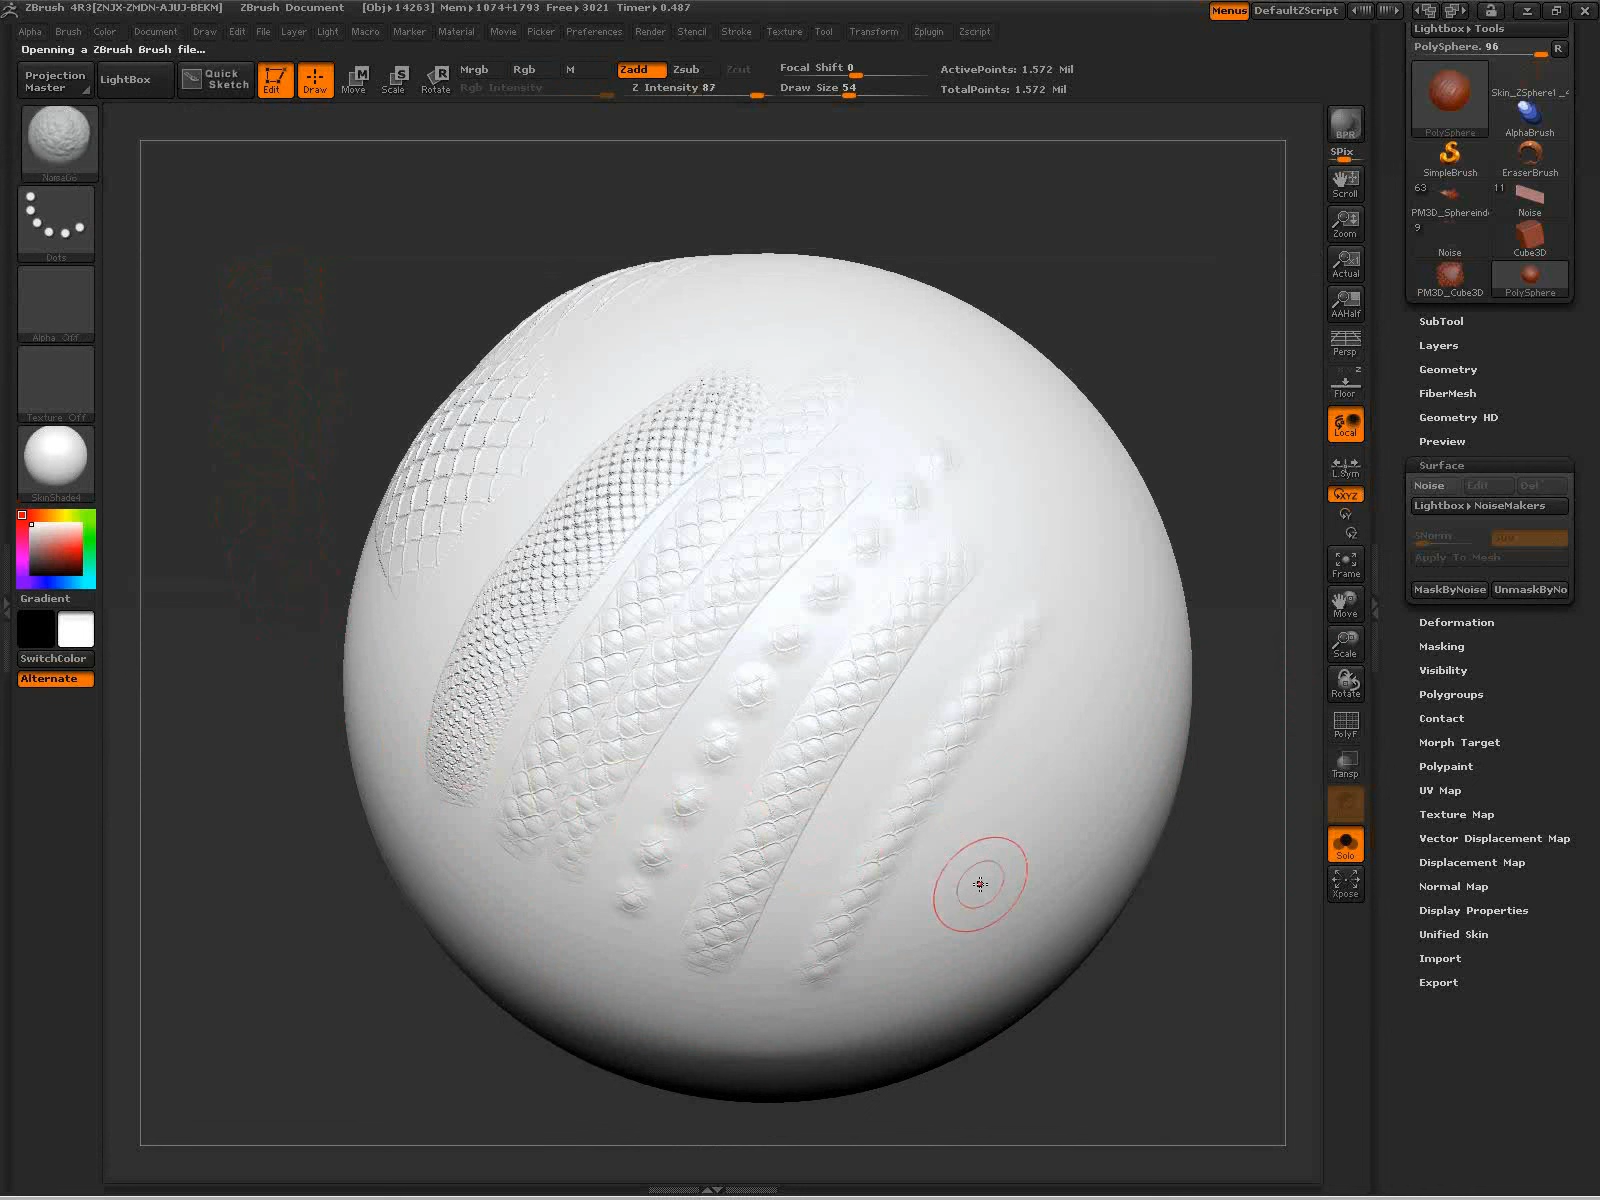 ZBrush 4R3[ZNJX-ZMDN-AJUJ-BEKM] ZBrush Document [Obj▸14263] Mem▸1074+1793 Free▸3021 Timer▸0.487 Menus DefaultZScript
Alpha Brush Color Document Draw Edit File Layer Light Macro Marker Material Movie Picker Preferences Render Stencil Stroke Texture Tool Transform Zplugin Zscript
Openning a ZBrush Brush file...
Projection Master
LightBox
Quick Sketch
Edit
Draw
Move
Scale
Rotate
Mrgb Rgb M
Rgb Intensity
Zadd Zsub Zcut
Z Intensity 87
Focal Shift 0
Draw Size 54
ActivePoints: 1.572 Mil
TotalPoints: 1.572 Mil
Dots
Alpha Off
Texture Off
SkinShade4
Gradient
SwitchColor
Alternate
BPR
SPix
Scroll
Zoom
Actual
AAHalf
Persp
Floor
Local
L.Sym
XYZ
Frame
Move
Scale
Rotate
PolyF
Transp
Solo
Xpose
Lightbox▸Tools
PolySphere. 96 R
PolySphere
Skin_ZSphere1_4
AlphaBrush
SimpleBrush
EraserBrush
63 11
PM3D_Sphereind
Noise
9
Noise
Cube3D
PM3D_Cube3D
PolySphere
SubTool
Layers
Geometry
FiberMesh
Geometry HD
Preview
Surface
Noise Edit Del
Lightbox▸NoiseMakers
SNorm
Apply To Mesh
MaskByNoise UnmaskByNo
Deformation
Masking
Visibility
Polygroups
Contact
Morph Target
Polypaint
UV Map
Texture Map
Vector Displacement Map
Displacement Map
Normal Map
Display Properties
Unified Skin
Import
Export